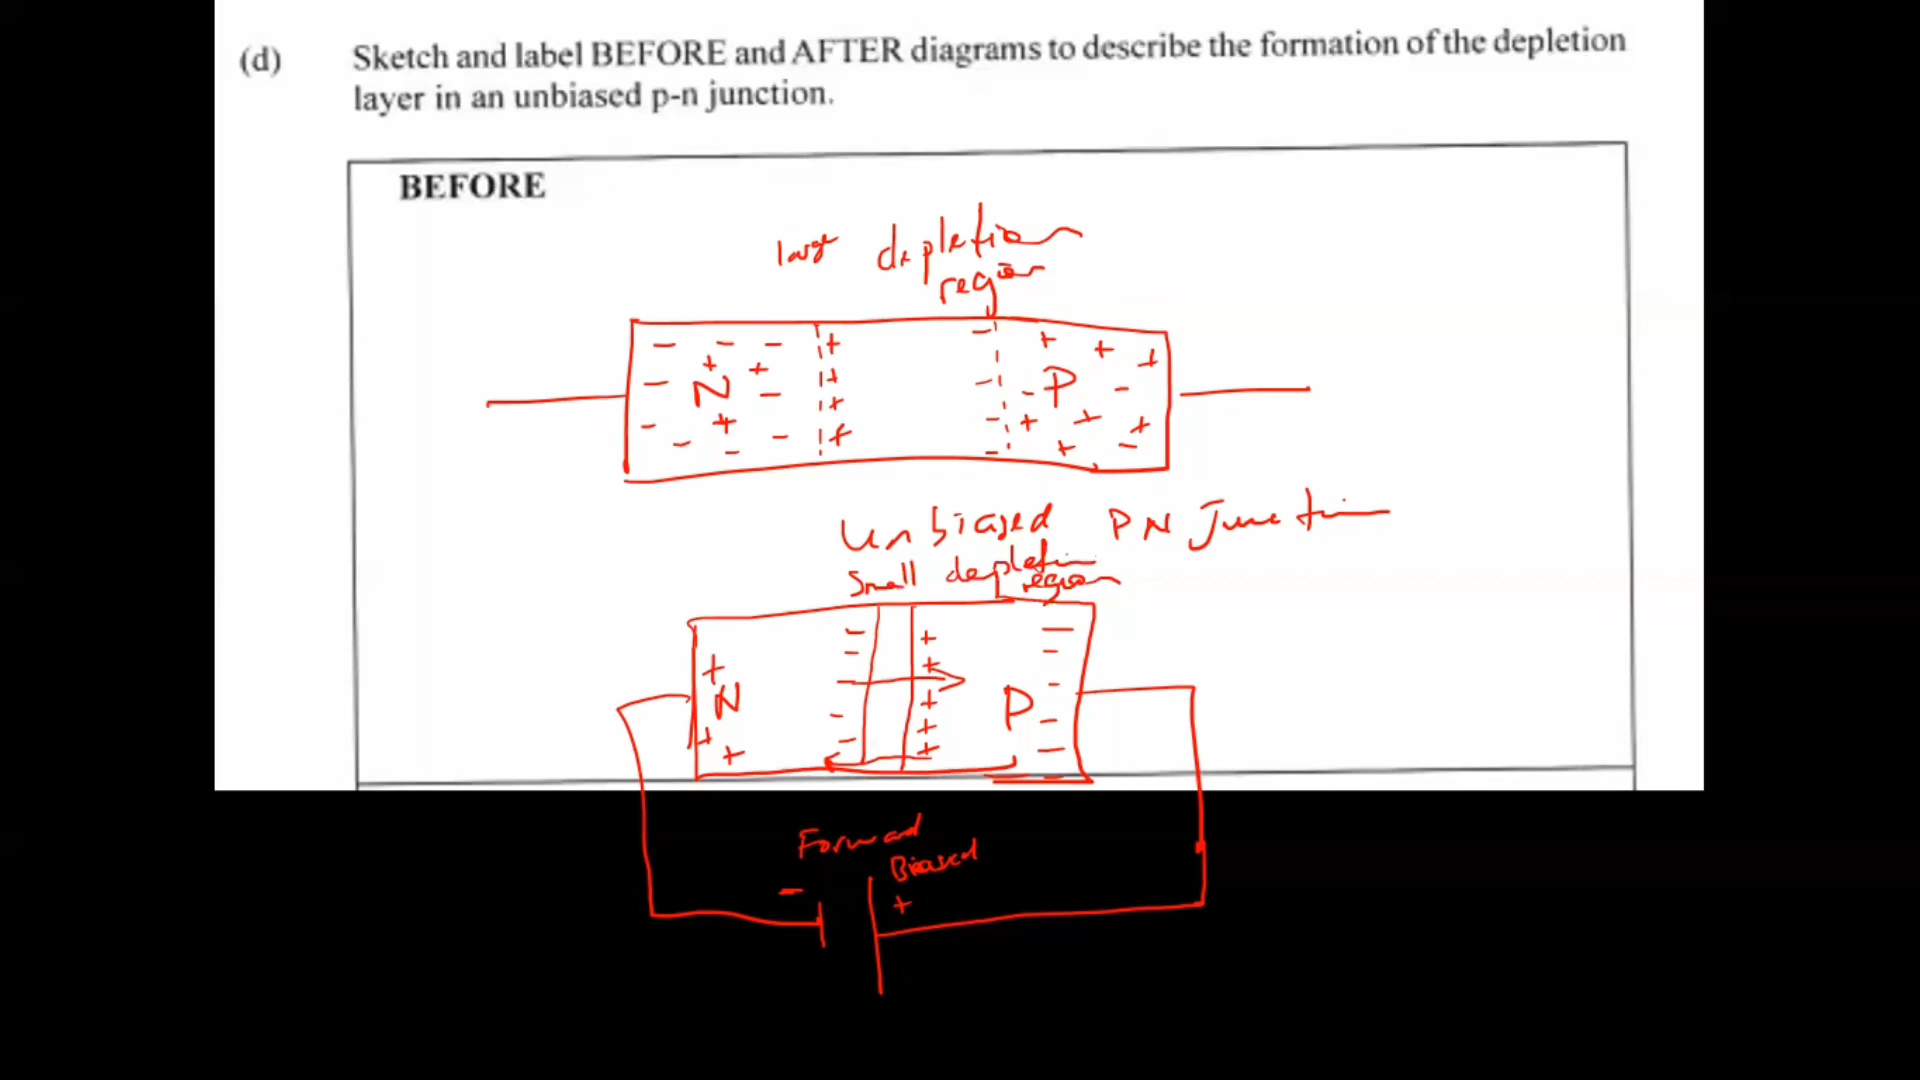 (d) Sketch and label BEFORE and AFTER diagrams to describe the formation of the depletion
layer in an unbiased p-n junction.
BEFORE
large depletion
region
- - - + - +
+ + + +
- N - + - P -
+
- + - + - + + +
- - - + - + -
Unbiased PN Junction
small depletion
region
- + -
- + -
+ - -
N - + P -
+ - + -
+ +
Forward
Biased
- +